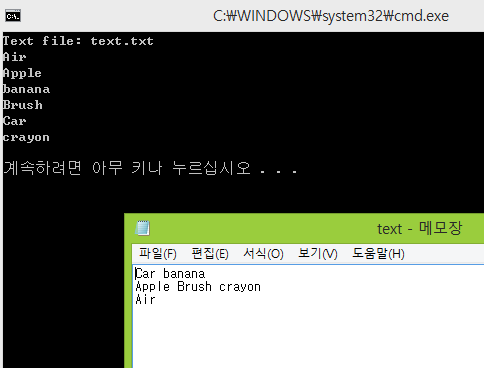 C:\WINDOWS\system32\cmd.exe
Text file: text.txt
Air
Apple
banana
Brush
Car
crayon
계속하려면 아무 키나 누르십시오 . . .
text - 메모장
파일(F) 편집(E) 서식(O) 보기(V) 도움말(H)
Car banana
Apple Brush crayon
Air